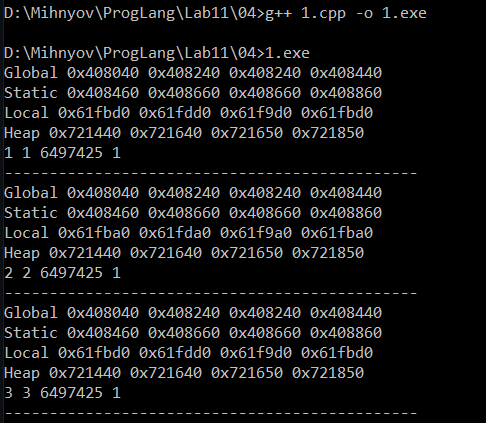 D:\Mihnyov\ProgLang\Lab11\04>g++ 1.cpp -o 1.exe
D:\Mihnyov\ProgLang\Lab11\04>1.exe
Global 0x408040 0x408240 0x408240 0x408440
Static 0x408460 0x408660 0x408660 0x408860
Local 0x61fbd0 0x61fdd0 0x61f9d0 0x61fbd0
Heap 0x721440 0x721640 0x721650 0x721850
1 1 6497425 1
----------------------------------------------
Global 0x408040 0x408240 0x408240 0x408440
Static 0x408460 0x408660 0x408660 0x408860
Local 0x61fba0 0x61fda0 0x61f9a0 0x61fba0
Heap 0x721440 0x721640 0x721650 0x721850
2 2 6497425 1
----------------------------------------------
Global 0x408040 0x408240 0x408240 0x408440
Static 0x408460 0x408660 0x408660 0x408860
Local 0x61fbd0 0x61fdd0 0x61f9d0 0x61fbd0
Heap 0x721440 0x721640 0x721650 0x721850
3 3 6497425 1
----------------------------------------------